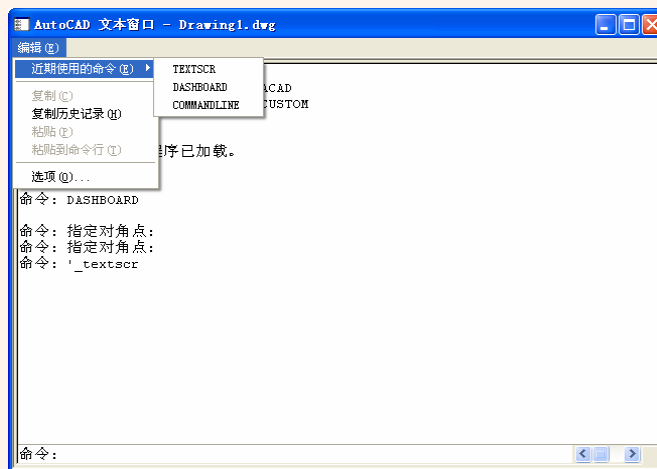 AutoCAD 文本窗口 - Drawing1.dwg
编辑(E)
近期使用的命令(E)
TEXTSCR
DASHBOARD
COMMANDLINE
ACAD
CUSTOM
复制(C)
复制历史记录(H)
粘贴(P)
粘贴到命令行(T)
选项(O)...
程序已加载。
命令: DASHBOARD
命令: 指定对角点:
命令: 指定对角点:
命令: '_textscr
命令: